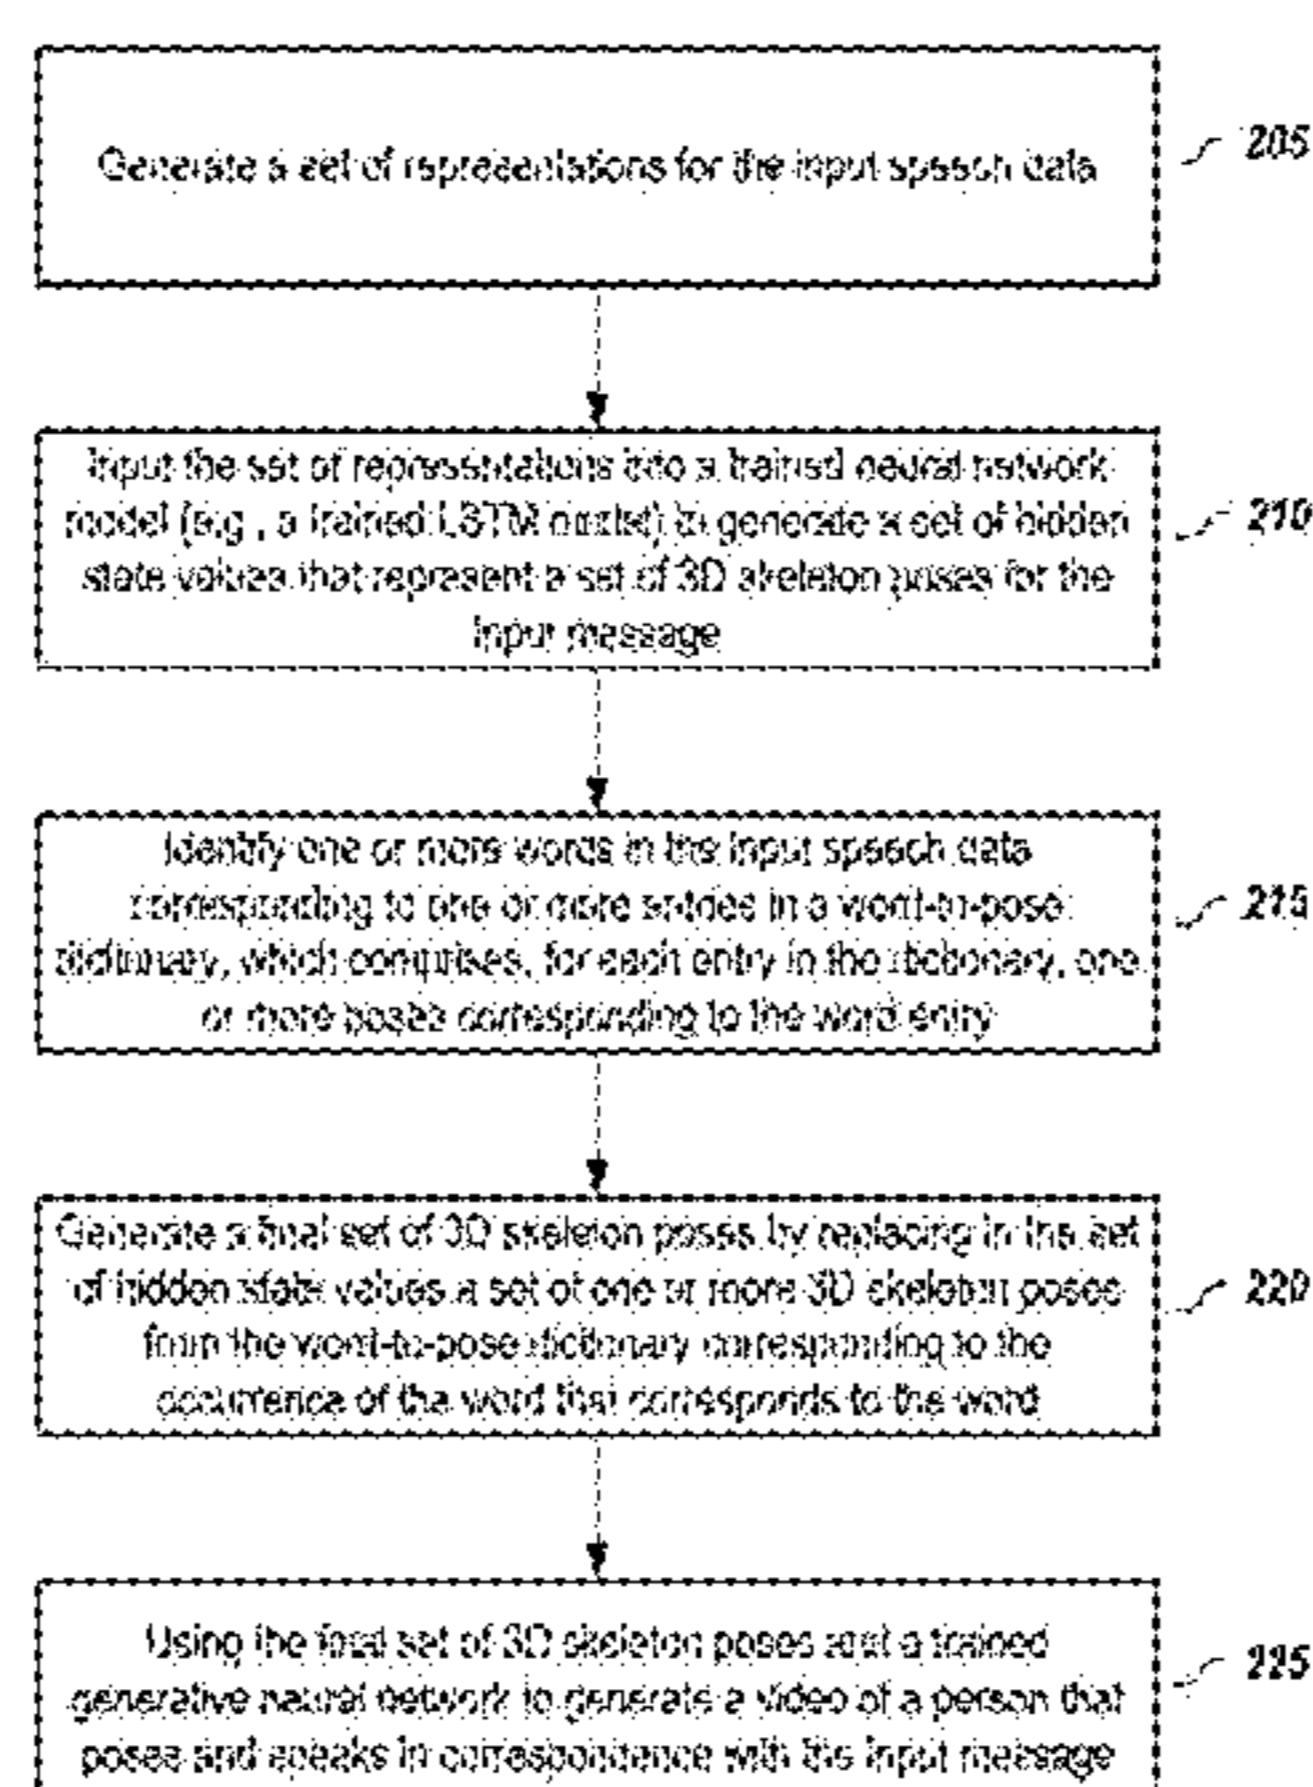 Generate a set of representations for the input speech data
205
Input the set of representations into a trained neural network
model (e.g., a trained LSTM model) to generate a set of hidden
state values that represent a set of 3D skeleton poses for the
input message
210
Identify one or more words in the input speech data
corresponding to one or more entries in a word-to-pose
dictionary, which comprises, for each entry in the dictionary, one
or more poses corresponding to the word entry
215
Generate a final set of 3D skeleton poses by replacing in the set
of hidden state values a set of one or more 3D skeleton poses
from the word-to-pose dictionary corresponding to the
occurrence of the word that corresponds to the word
220
Using the final set of 3D skeleton poses and a trained
generative neural network to generate a video of a person that
poses and speaks in correspondence with the input message
225